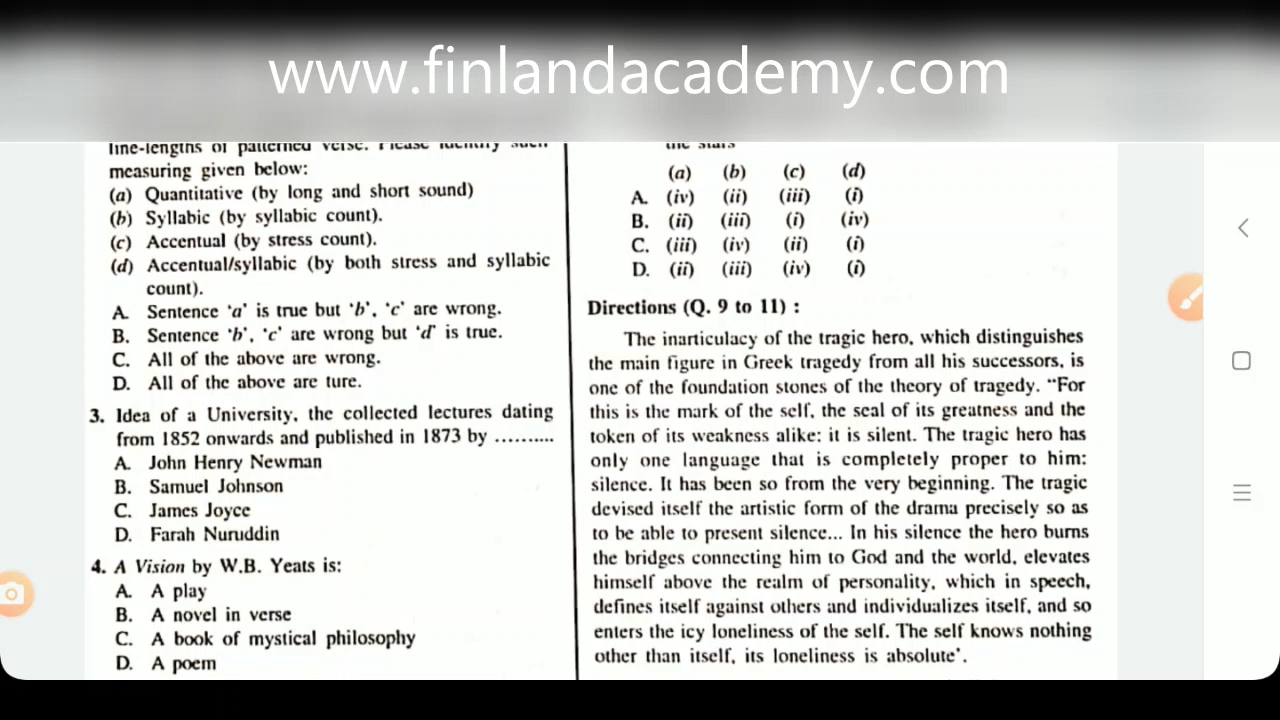 www.finlandacademy.com
line-lengths of patterned verse. Please identify such
measuring given below:
(a) Quantitative (by long and short sound)
(b) Syllabic (by syllabic count).
(c) Accentual (by stress count).
(d) Accentual/syllabic (by both stress and syllabic
count).
A. Sentence 'a' is true but 'b', 'c' are wrong.
B. Sentence 'b', 'c' are wrong but 'd' is true.
C. All of the above are wrong.
D. All of the above are ture.
3. Idea of a University, the collected lectures dating
from 1852 onwards and published in 1873 by ..........
A. John Henry Newman
B. Samuel Johnson
C. James Joyce
D. Farah Nuruddin
4. A Vision by W.B. Yeats is:
A. A play
B. A novel in verse
C. A book of mystical philosophy
D. A poem
the stars
(a) (b) (c) (d)
A. (iv) (ii) (iii) (i)
B. (ii) (iii) (i) (iv)
C. (iii) (iv) (ii) (i)
D. (ii) (iii) (iv) (i)
Directions (Q. 9 to 11) :
The inarticulacy of the tragic hero, which distinguishes
the main figure in Greek tragedy from all his successors, is
one of the foundation stones of the theory of tragedy. "For
this is the mark of the self, the seal of its greatness and the
token of its weakness alike: it is silent. The tragic hero has
only one language that is completely proper to him:
silence. It has been so from the very beginning. The tragic
devised itself the artistic form of the drama precisely so as
to be able to present silence... In his silence the hero burns
the bridges connecting him to God and the world, elevates
himself above the realm of personality, which in speech,
defines itself against others and individualizes itself, and so
enters the icy loneliness of the self. The self knows nothing
other than itself, its loneliness is absolute'.